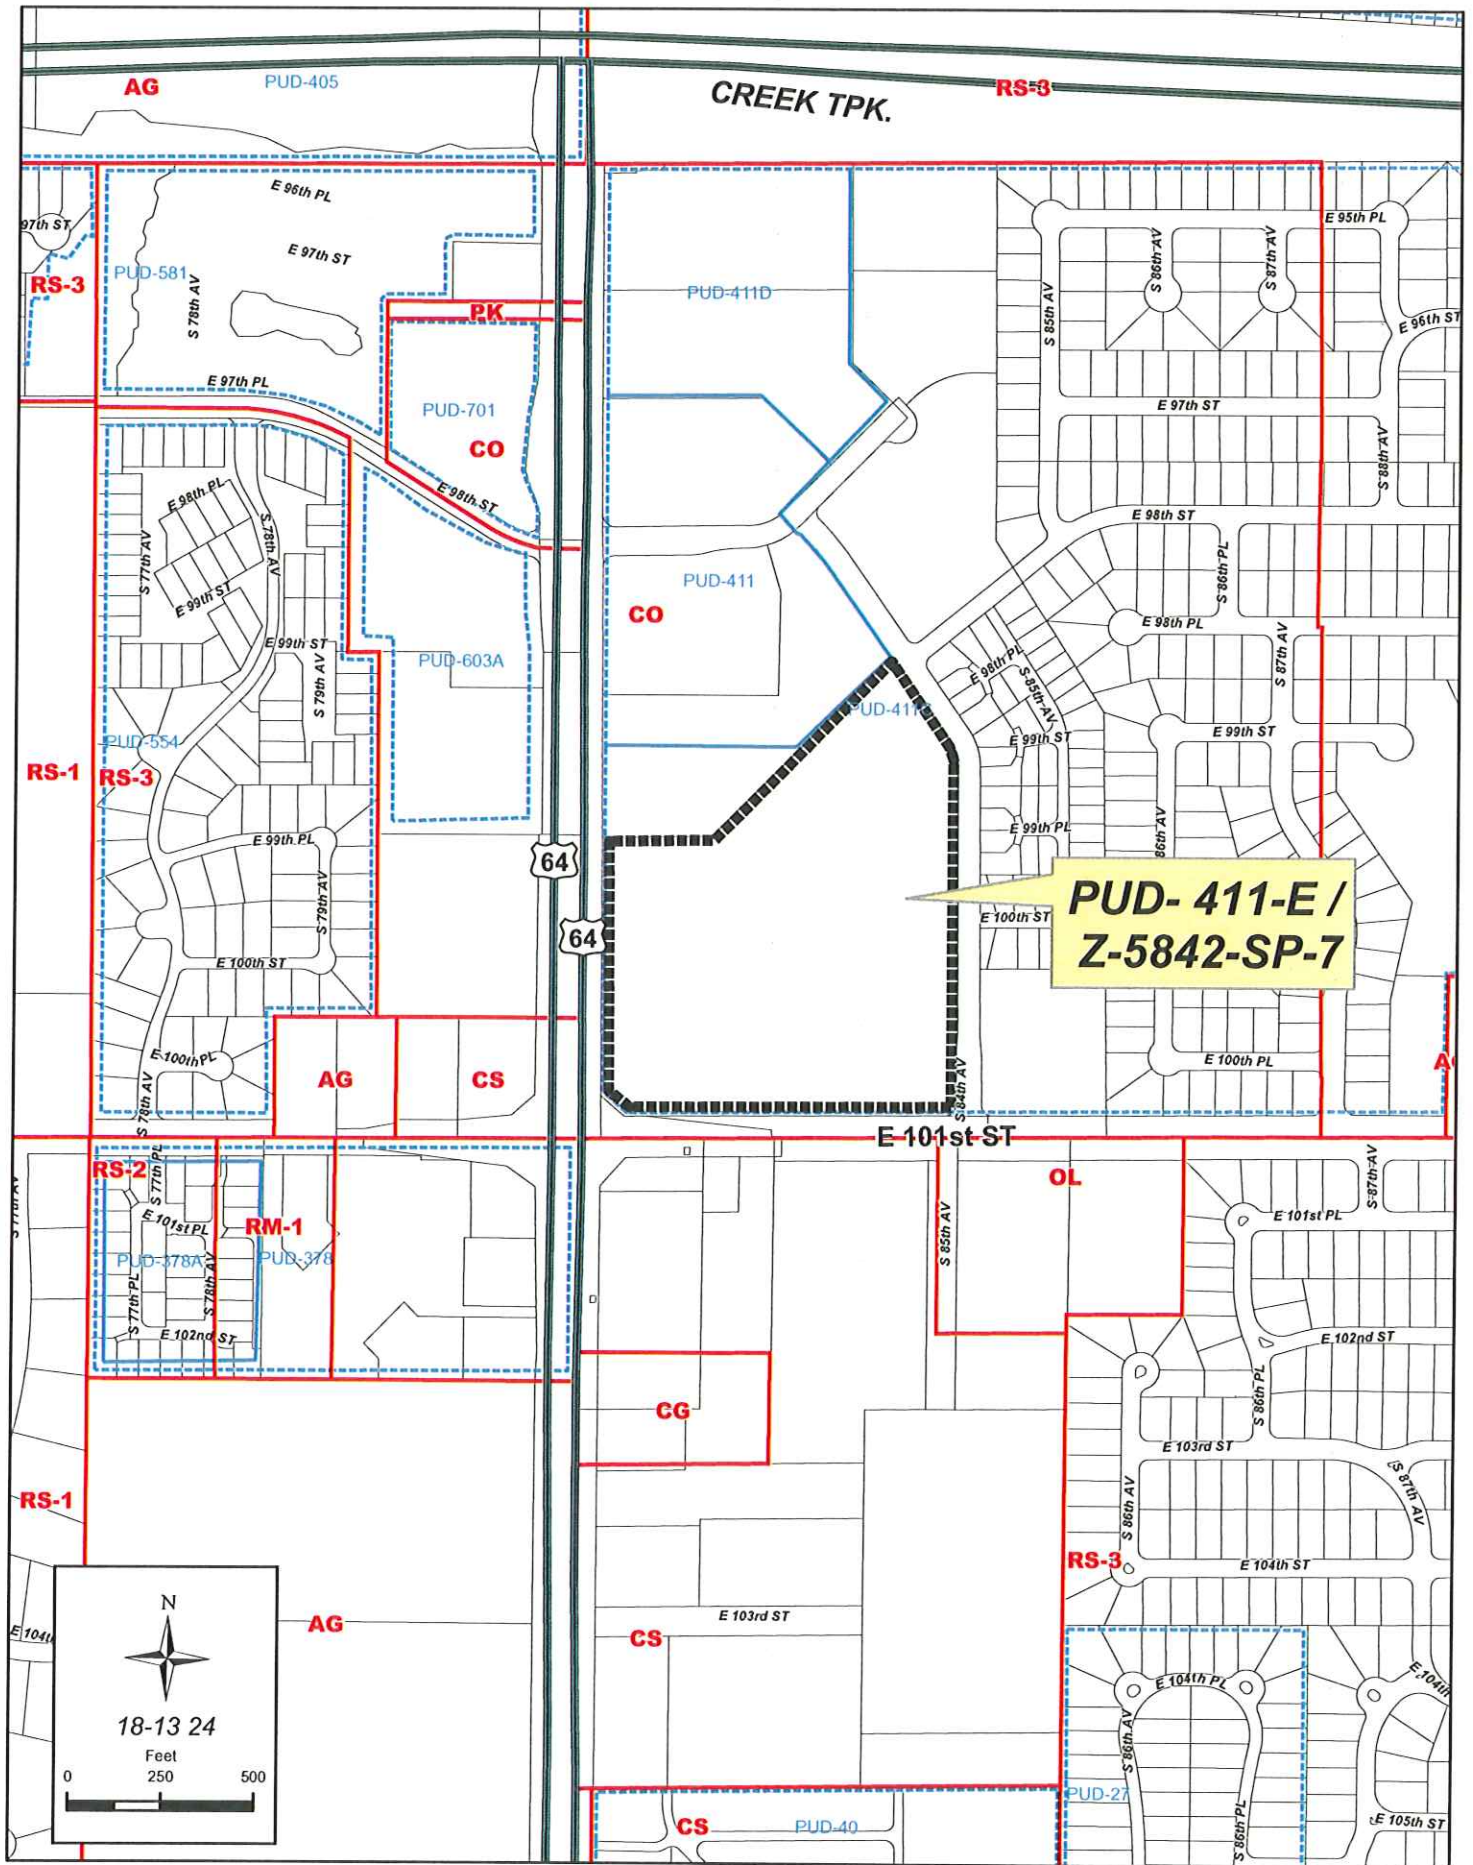 AG
PUD-405
CREEK TPK.
RS-3
E 96th PL
97th ST
E 97th ST
PUD-581
RS-3
S 78th AV
PK
PUD-411D
E 95th PL
S 86th AV
S 87th AV
S 85th AV
E 96th ST
E 97th PL
PUD-701
CO
E 98th ST
E 97th ST
S 88th AV
E 98th PL
S 78th AV
S 77th AV
E 99th ST
E 98th ST
S 86th PL
PUD-411
CO
E 98th PL
S 87th AV
E 99th ST
S 79th AV
PUD-603A
E 98th PL
S 85th AV
PUD-554
RS-1
RS-3
E 99th ST
E 99th ST
E 99th PL
S 79th AV
64
E 99th PL
86th AV
PUD- 411-E /
Z-5842-SP-7
E 100th ST
64
E 100th ST
E 100th PL
S 78th AV
AG
CS
S 84th AV
E 100th PL
E 101st ST
RS-2
S 77th PL
E 101st PL
RM-1
PUD-378A
PUD-378
S 78th AV
S 77th PL
E 102nd ST
OL
S 85th AV
S 87th AV
E 101st PL
E 102nd ST
S 86th PL
CG
E 103rd ST
S 87th AV
S 86th AV
RS-1
RS-3
E 104th ST
AG
E 103rd ST
CS
N
18-13 24
Feet
0 250 500
E 104th PL
S 86th AV
S 86th PL
PUD-27
CS
PUD-40
E 105th ST